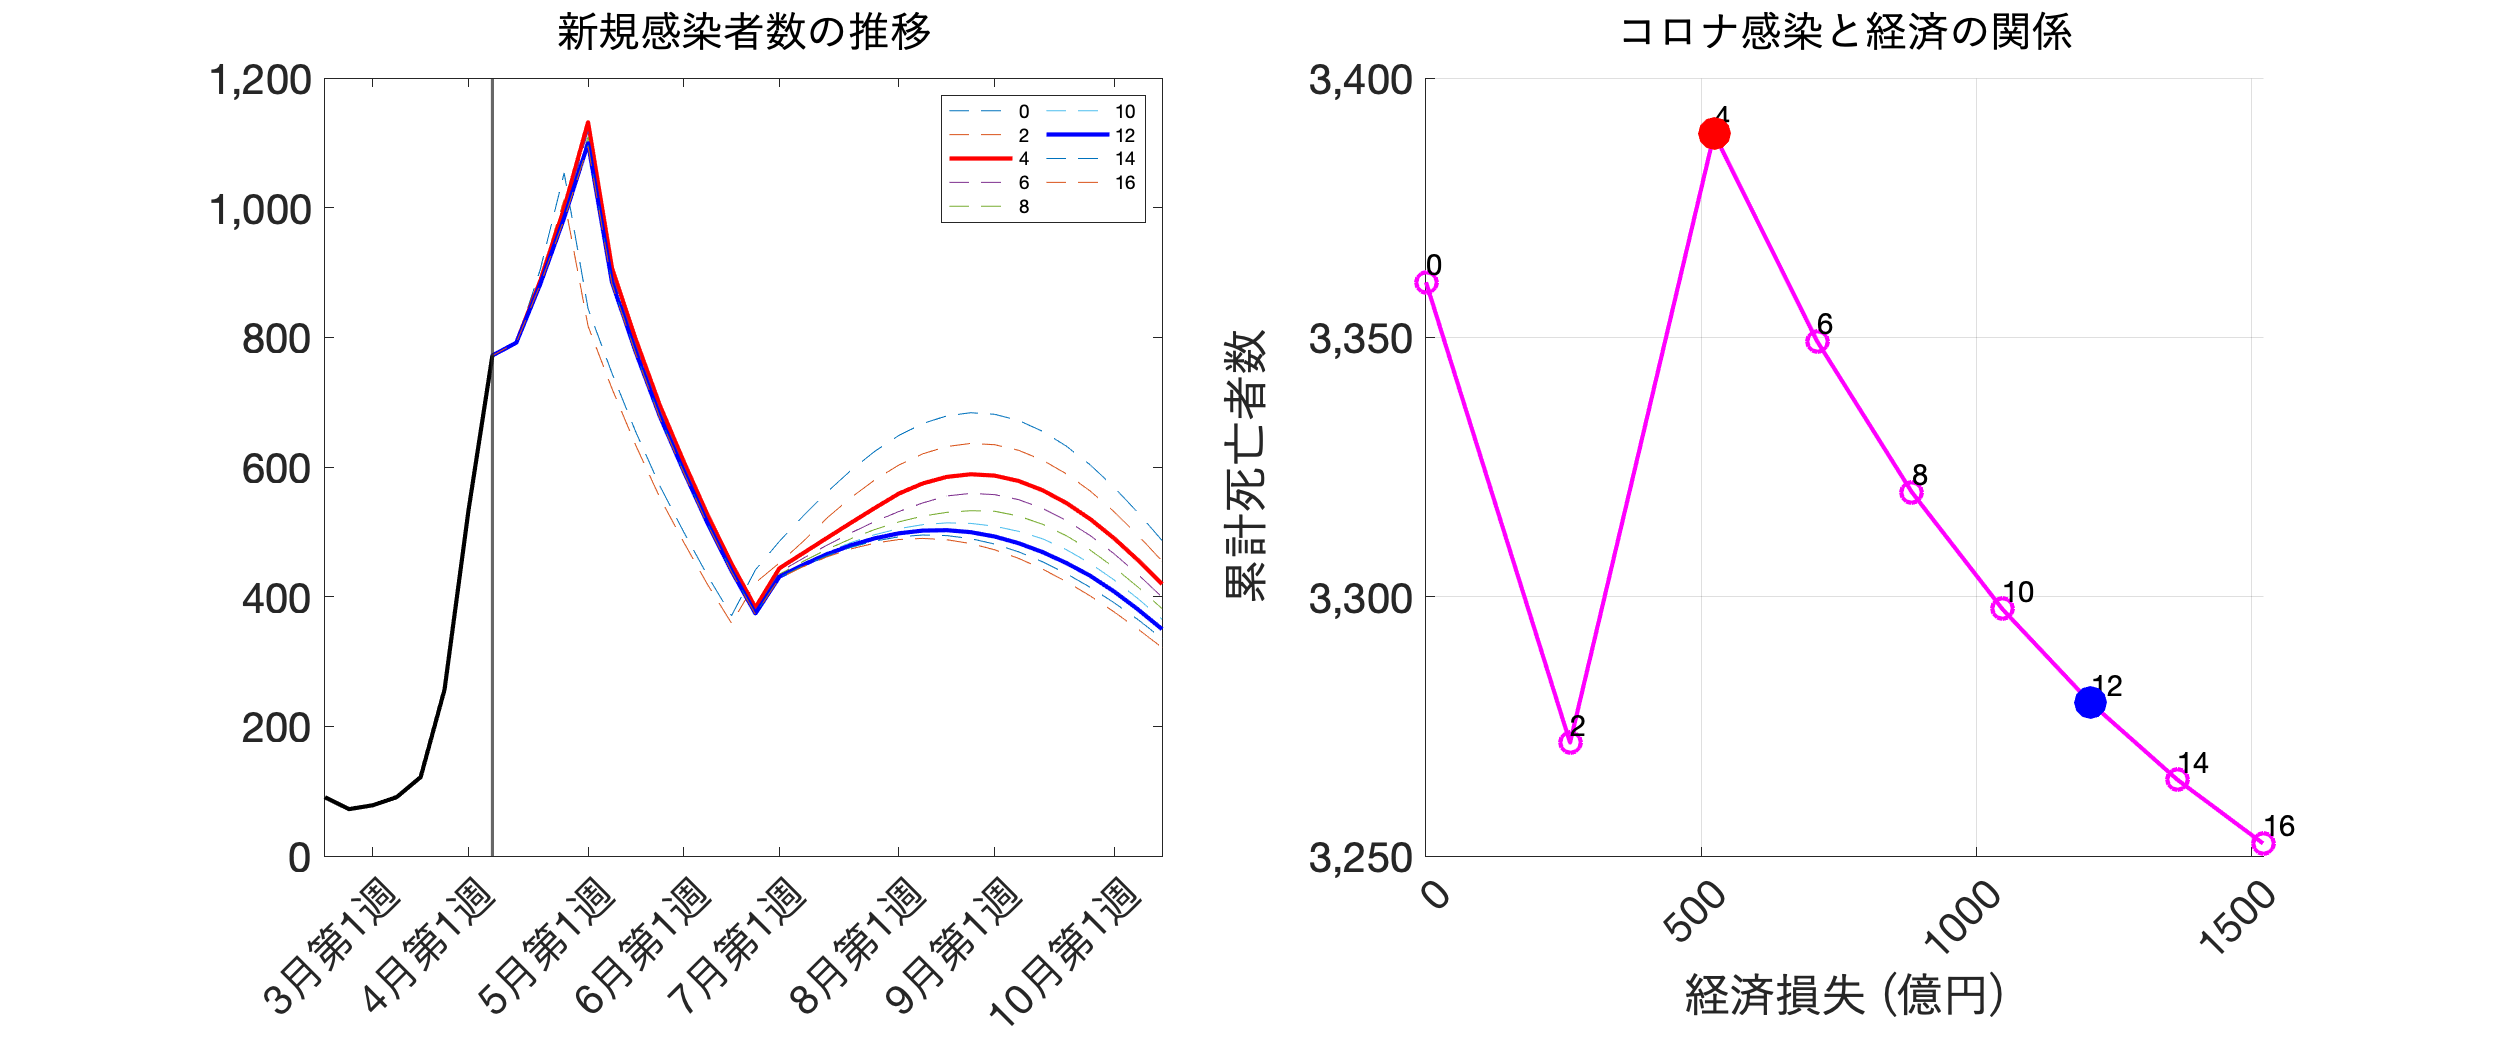 新規感染者数の推移
1,200
1,000
800
600
400
200
0
0 10
2 12
4 14
6 16
8
3月第1週
4月第1週
5月第1週
6月第1週
7月第1週
8月第1週
9月第1週
10月第1週
コロナ感染と経済の関係
累計死亡者数
3,400
3,350
3,300
3,250
0
2
4
6
8
10
12
14
16
0
500
1000
1500
経済損失（億円）